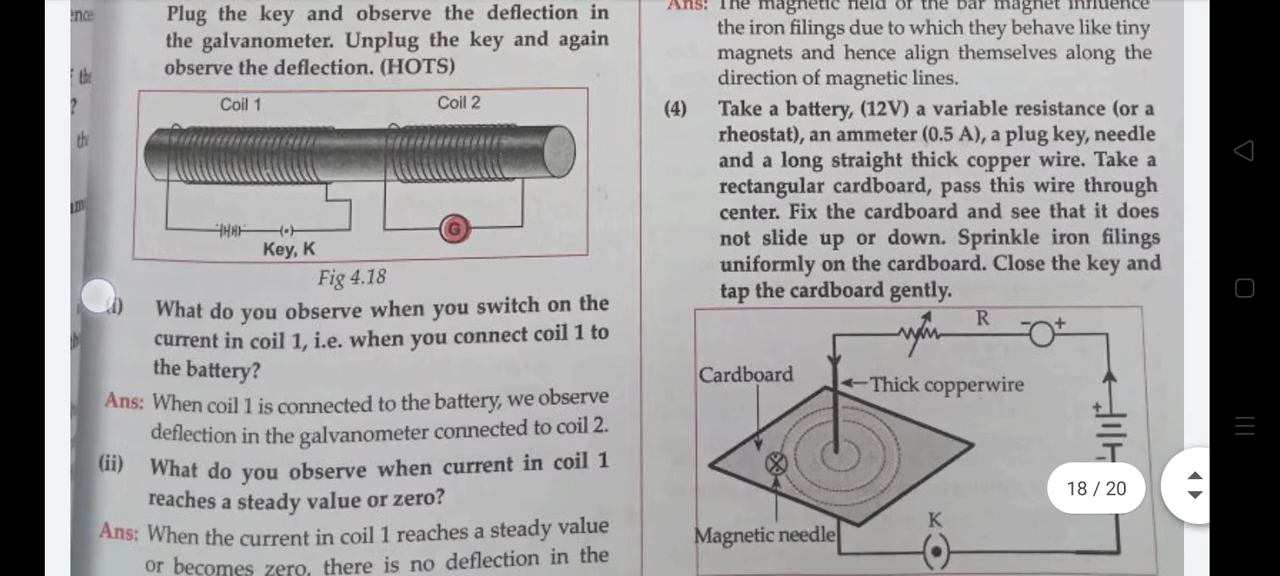 Plug the key and observe the deflection in
the galvanometer. Unplug the key and again
observe the deflection. (HOTS)
Coil 1
Coil 2
G
Key, K
Fig 4.18
(i) What do you observe when you switch on the
current in coil 1, i.e. when you connect coil 1 to
the battery?
Ans: When coil 1 is connected to the battery, we observe
deflection in the galvanometer connected to coil 2.
(ii) What do you observe when current in coil 1
reaches a steady value or zero?
Ans: When the current in coil 1 reaches a steady value
or becomes zero, there is no deflection in the
Ans: The magnetic field of the bar magnet influence
the iron filings due to which they behave like tiny
magnets and hence align themselves along the
direction of magnetic lines.
(4) Take a battery, (12V) a variable resistance (or a
rheostat), an ammeter (0.5 A), a plug key, needle
and a long straight thick copper wire. Take a
rectangular cardboard, pass this wire through
center. Fix the cardboard and see that it does
not slide up or down. Sprinkle iron filings
uniformly on the cardboard. Close the key and
tap the cardboard gently.
R
- +
Cardboard
Thick copperwire
+
-
Magnetic needle
K
18 / 20